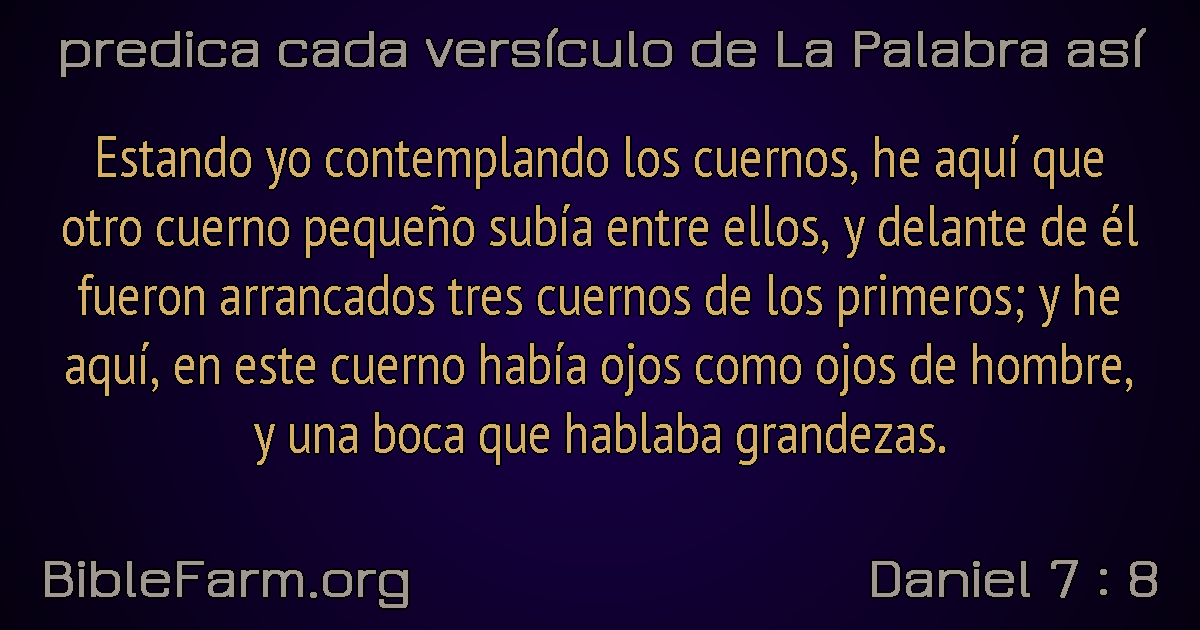 predica cada versículo de La Palabra así
Estando yo contemplando los cuernos, he aquí que
otro cuerno pequeño subía entre ellos, y delante de él
fueron arrancados tres cuernos de los primeros; y he
aquí, en este cuerno había ojos como ojos de hombre,
y una boca que hablaba grandezas.
BibleFarm.org
Daniel 7 : 8